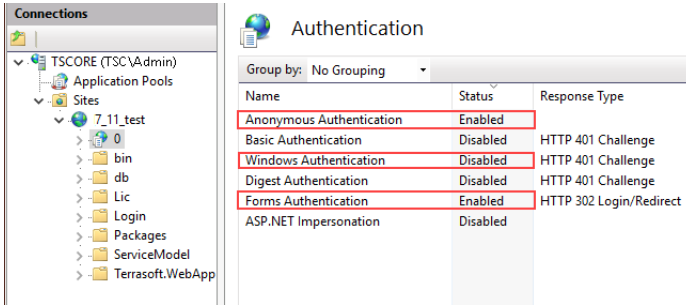 Connections
TSCORE (TSC\Admin)
Application Pools
Sites
7_11_test
0
bin
db
Lic
Login
Packages
ServiceModel
Terrasoft.WebApp
Authentication
Group by: No Grouping
Name Status Response Type
Anonymous Authentication Enabled
Basic Authentication Disabled HTTP 401 Challenge
Windows Authentication Disabled HTTP 401 Challenge
Digest Authentication Disabled HTTP 401 Challenge
Forms Authentication Enabled HTTP 302 Login/Redirect
ASP.NET Impersonation Disabled